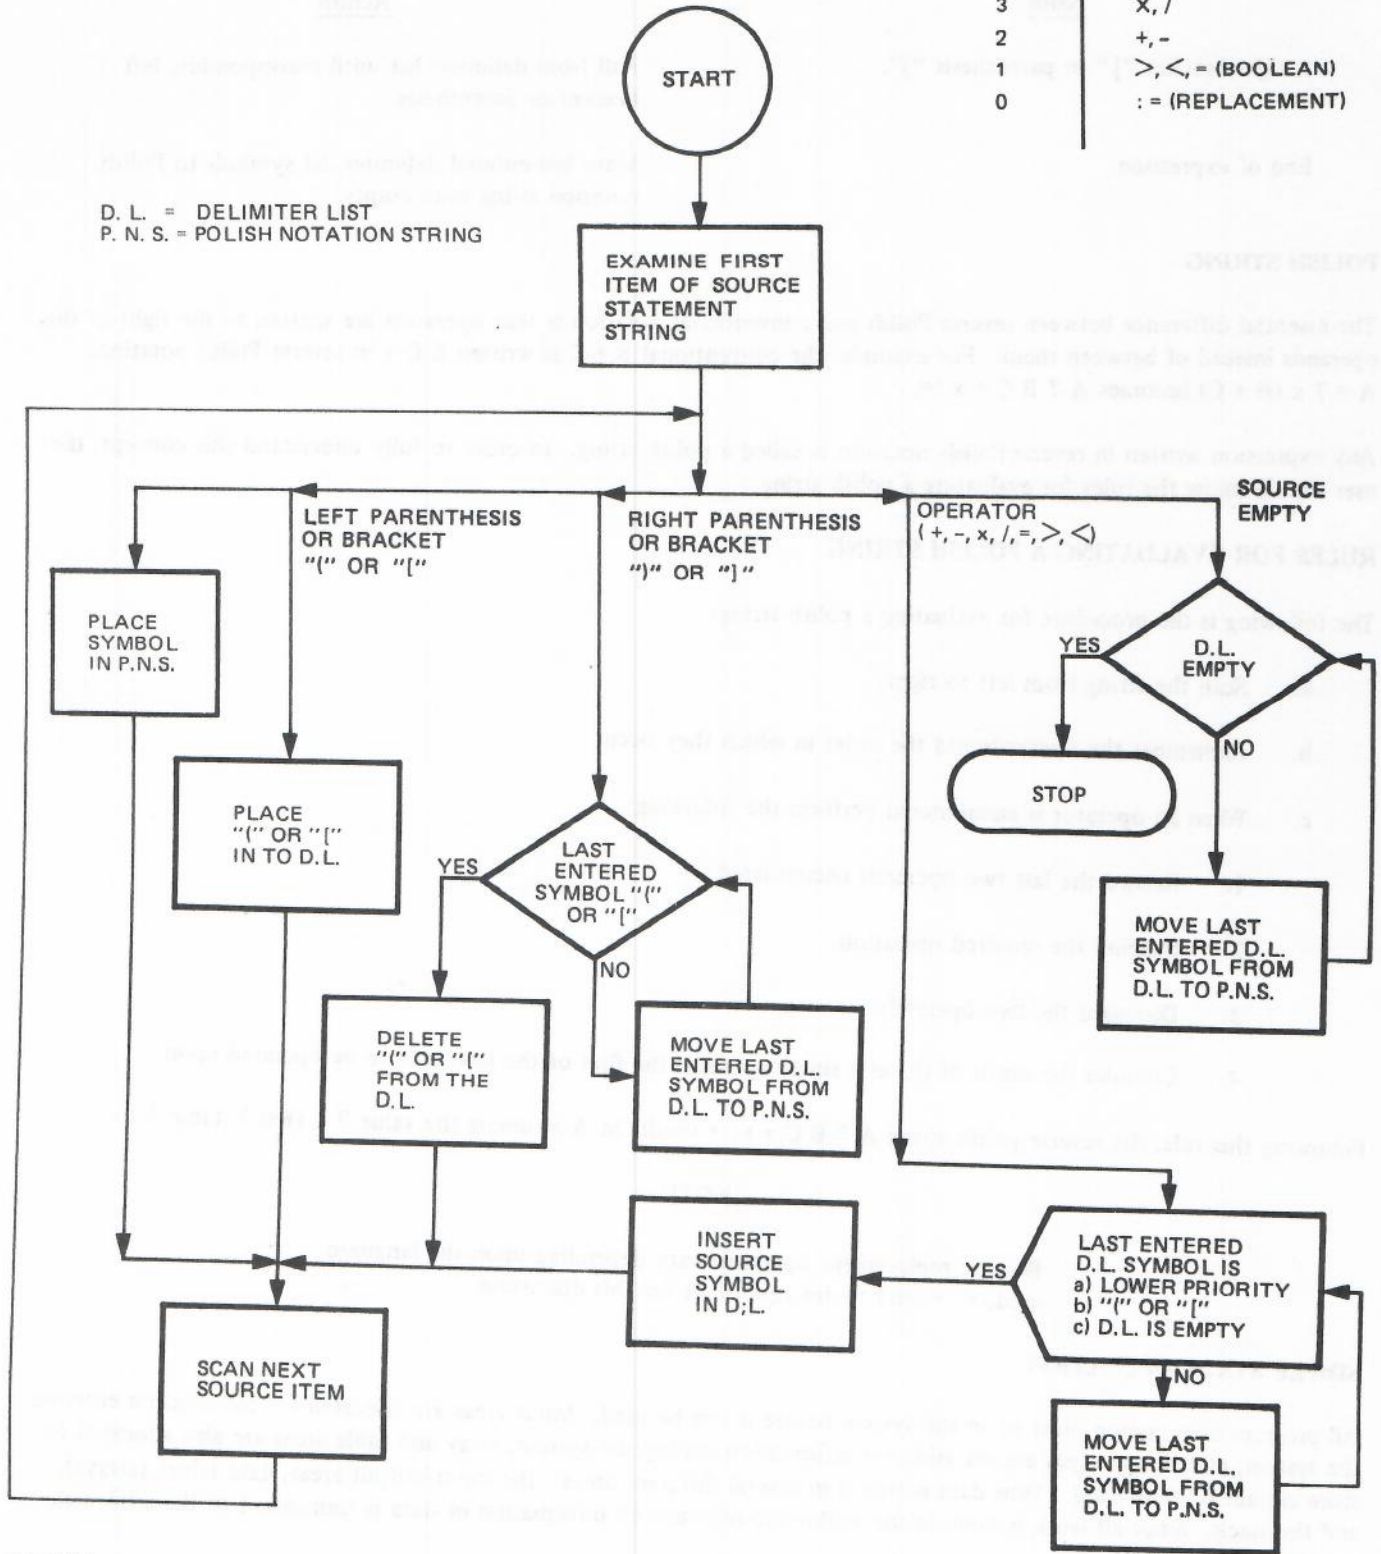 3 x, /
2 +, -
1 >, <, = (BOOLEAN)
0 : = (REPLACEMENT)
START
D. L. = DELIMITER LIST
P. N. S. = POLISH NOTATION STRING
EXAMINE FIRST
ITEM OF SOURCE
STATEMENT
STRING
LEFT PARENTHESIS
OR BRACKET
"(" OR "["
RIGHT PARENTHESIS
OR BRACKET
")" OR "]"
OPERATOR
( +, -, x, /, =, >, <)
SOURCE
EMPTY
PLACE
SYMBOL
IN P.N.S.
D.L.
EMPTY
YES
NO
STOP
PLACE
"(" OR "["
IN TO D.L.
LAST
ENTERED
SYMBOL "("
OR "["
YES
NO
MOVE LAST
ENTERED D.L.
SYMBOL FROM
D.L. TO P.N.S.
DELETE
"(" OR "["
FROM THE
D.L.
MOVE LAST
ENTERED D.L.
SYMBOL FROM
D.L. TO P.N.S.
INSERT
SOURCE
SYMBOL
IN D;L.
YES
LAST ENTERED
D.L. SYMBOL IS
a) LOWER PRIORITY
b) "(" OR "["
c) D.L. IS EMPTY
NO
SCAN NEXT
SOURCE ITEM
MOVE LAST
ENTERED D.L.
SYMBOL FROM
D.L. TO P.N.S.